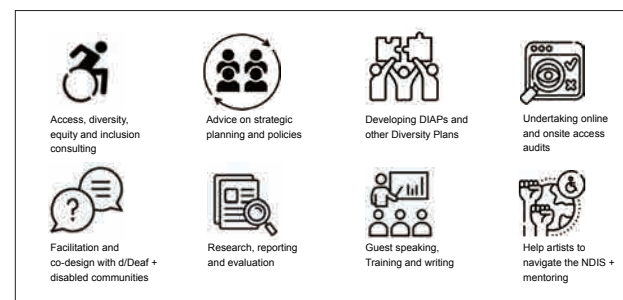 Access, diversity,
equity and inclusion
consulting
Advice on strategic
planning and policies
Developing DIAPs and
other Diversity Plans
Undertaking online
and onsite access
audits
Facilitation and
co-design with d/Deaf +
disabled communities
Research, reporting
and evaluation
Guest speaking,
Training and writing
Help artists to
navigate the NDIS +
mentoring